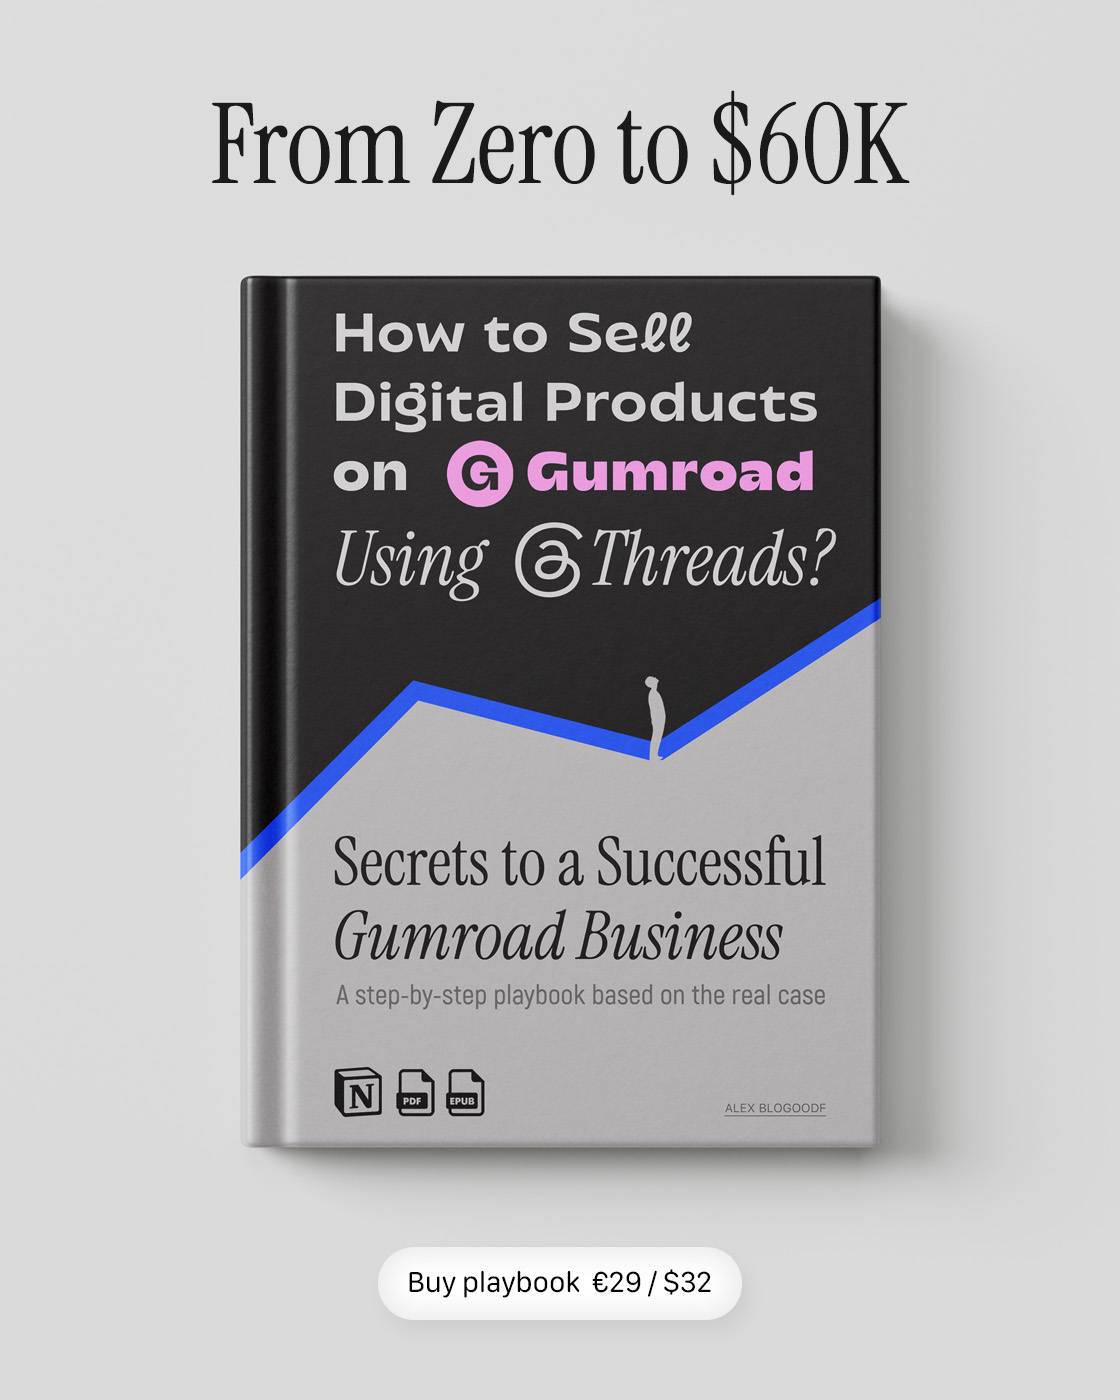 From Zero to $60K
How to Sell
Digital Products
on G Gumroad
Using Threads?
Secrets to a Successful
Gumroad Business
A step-by-step playbook based on the real case
N PDF EPUB
ALEX BLOGOODF
Buy playbook €29 / $32